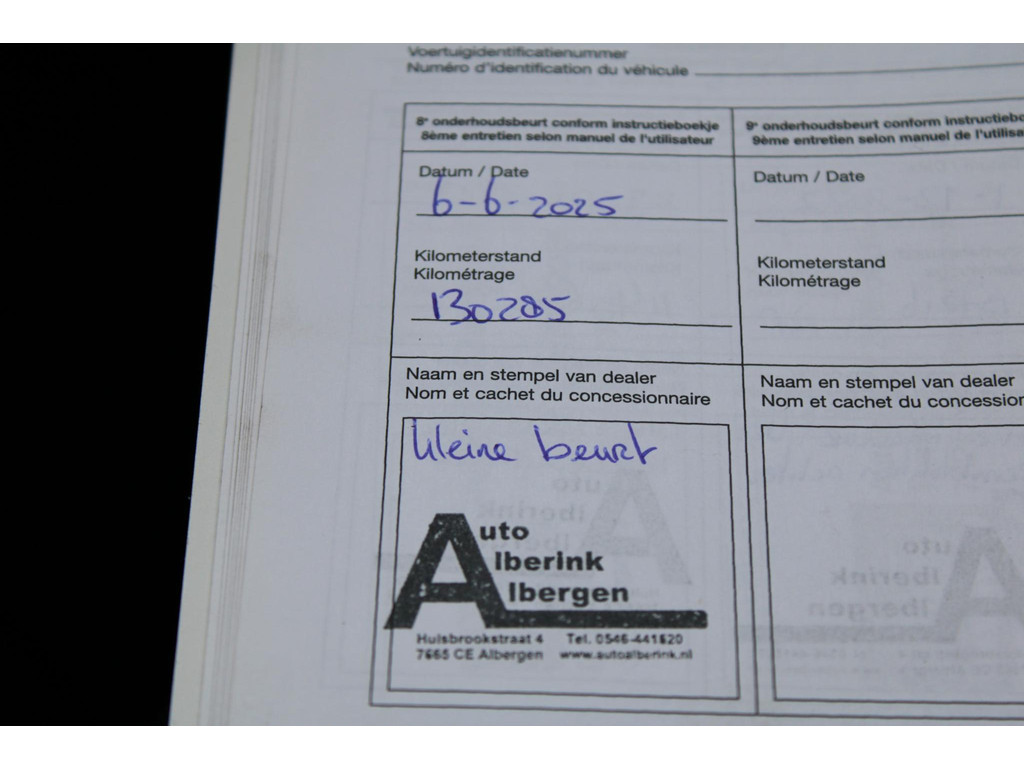 Voertuigidentificatienummer
Numéro d'identification du véhicule
8e onderhoudsbeurt conform instructieboekje
8ème entretien selon manuel de l'utilisateur
Datum / Date
6-6-2025
Kilometerstand
Kilométrage
130285
Naam en stempel van dealer
Nom et cachet du concessionnaire
kleine beurt
Auto
Alberink
Albergen
Hulsbrookstraat 4 Tel. 0546-441620
7665 CE Albergen www.autoalberink.nl
9e onderhoudsbeurt conform instructiebo
9ème entretien selon manuel de l'utilisa
Datum / Date
Kilometerstand
Kilométrage
Naam en stempel van dealer
Nom et cachet du concession